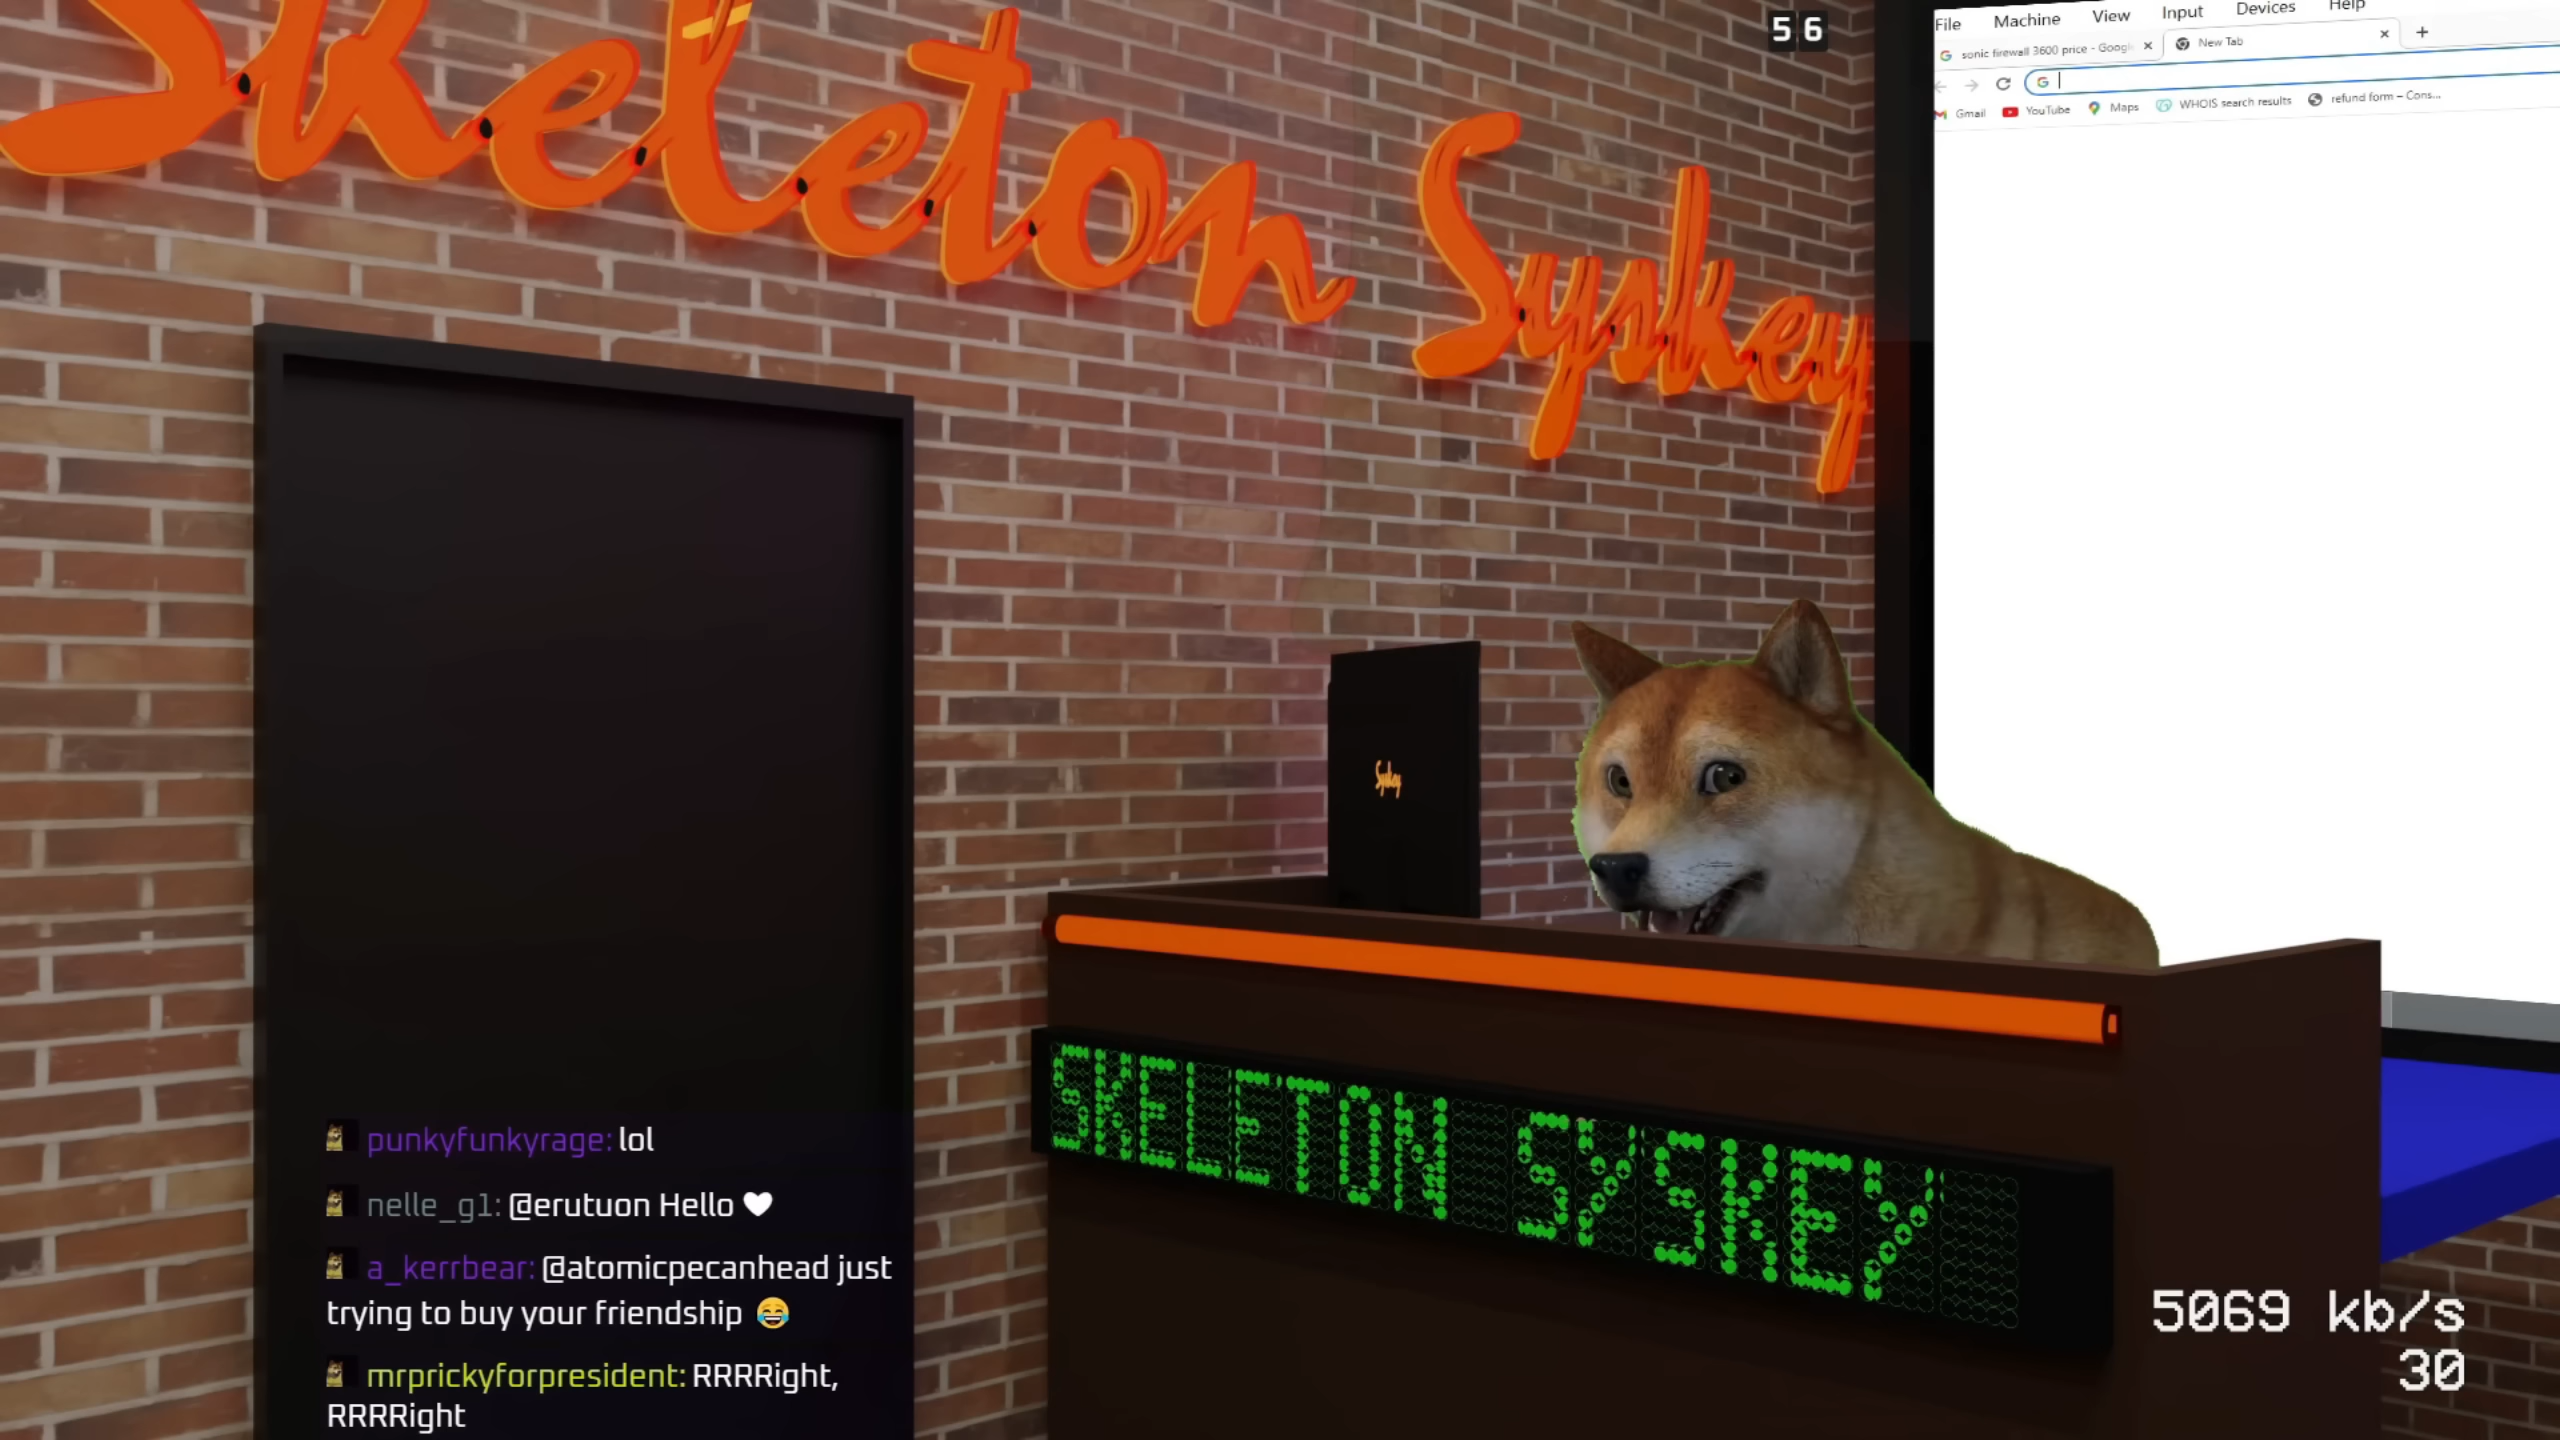 Skeleton Syskey
56
File Machine View Input Devices Help
sonic firewall 3600 price - Googl
New Tab
Gmail YouTube Maps WHOIS search results refund form – Cons...
Syskey
SKELETON SYSKEY
punkyfunkyrage: lol
nelle_g1: @erutuon Hello 🤍
a_kerrbear: @atomicpecanhead just
trying to buy your friendship 😂
mrprickyforpresident: RRRRight,
RRRRight
5069 kb/s
30